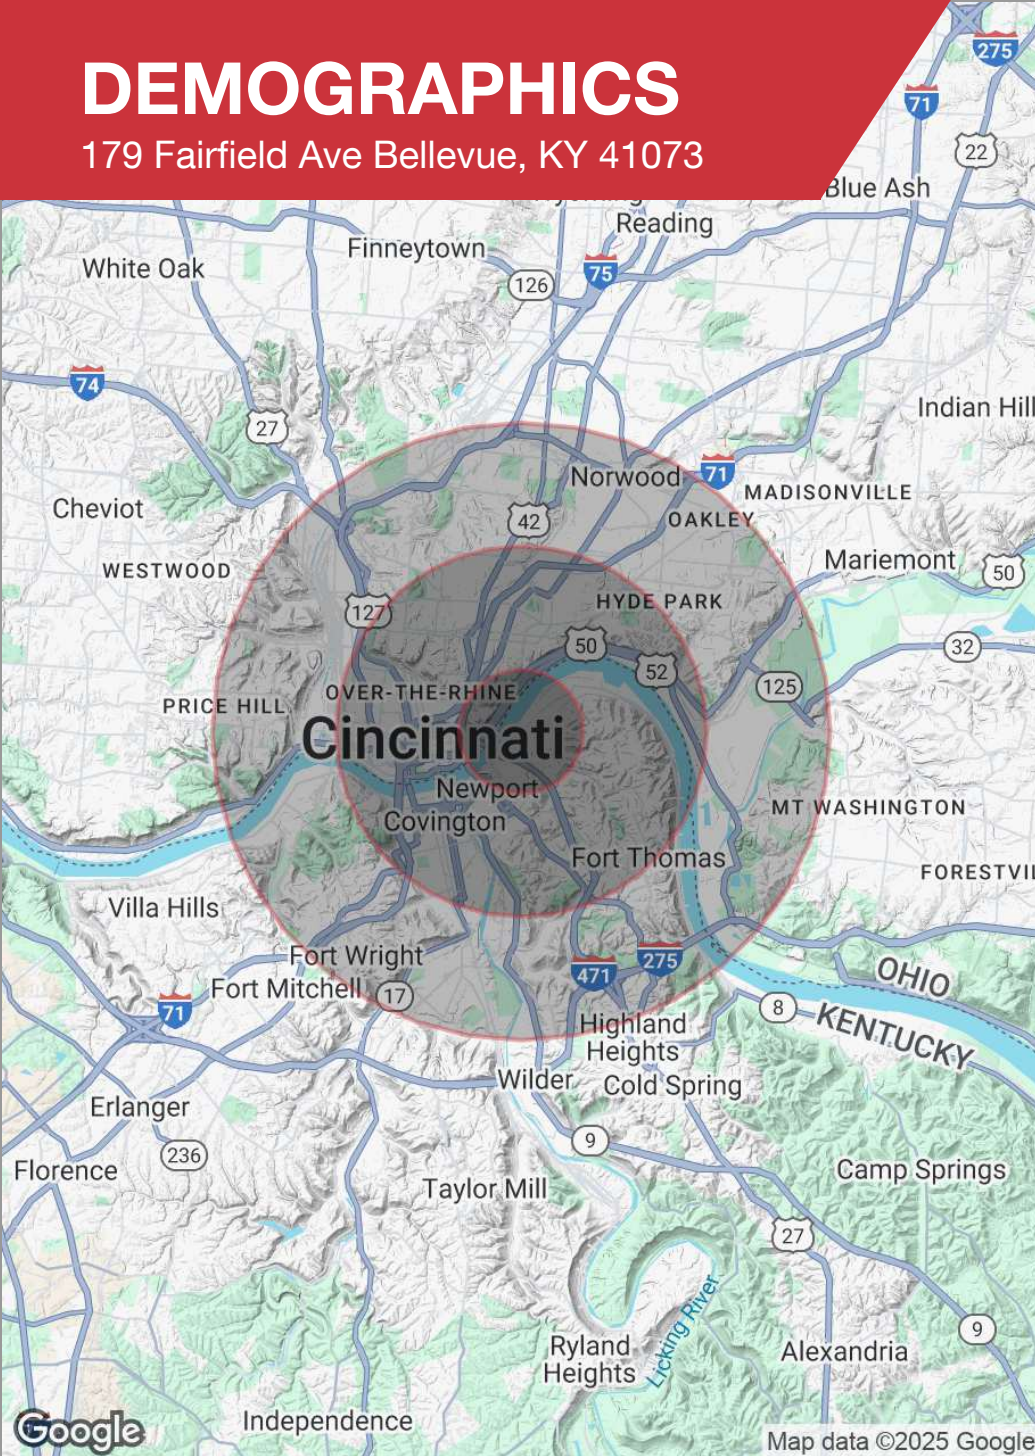 DEMOGRAPHICS
179 Fairfield Ave Bellevue, KY 41073
275
71
22
Blue Ash
Reading
Finneytown
White Oak
75
126
74
Indian Hill
27
Norwood
71
MADISONVILLE
Cheviot
42
OAKLEY
Mariemont
WESTWOOD
50
HYDE PARK
127
50
32
52
125
OVER-THE-RHINE
PRICE HILL
Cincinnati
Newport
MT WASHINGTON
Covington
Fort Thomas
FORESTVIL
Villa Hills
Fort Wright
275
471
OHIO
Fort Mitchell
17
8
71
KENTUCKY
Highland
Heights
Wilder
Cold Spring
Erlanger
9
236
Florence
Camp Springs
Taylor Mill
27
Licking River
9
Ryland
Heights
Alexandria
Independence
Google
Map data ©2025 Google